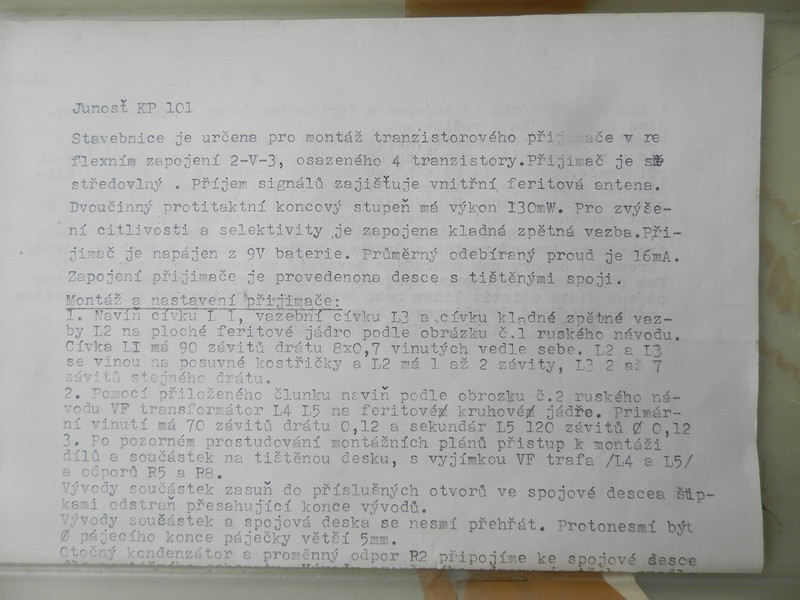 Junosť KP 101
Stavebnice je určena pro montáž tranzistorového přijimače v re
flexním zapojení 2-V-3, osazeného 4 tranzistory.Přijimač je
středovlný . Příjem signálů zajišťuje vnitřní feritová antena.
Dvoučinný protitaktní koncový stupeň má výkon 130mW. Pro zvýše-
ní citlivosti a selektivity je zapojena kladná zpětná vazba.Při-
jimač je napájen z 9V baterie. Průměrný odebíraný proud je 16mA.
Zapojení přijimače je provedenona desce s tištěnými spoji.
Montáž a nastavení přijimače:
1. Naviň cívku L I, vazební cívku L3 a cívku kladné zpětné vaz-
by L2 na ploché feritové jádro podle obrázku č.1 ruského návodu.
Cívka LI má 90 závitů drátu 8x0,7 vinutých vedle sebe. L2 a L3
se vinou na posuvné kostřičky a L2 má 1 až 2 závity, L3 2 až 7
závitů stejného drátu.
2. Pomocí přiloženého člunku naviň podle obrozku č.2 ruského ná-
vodu VF transformátor L4 L5 na feritové kruhové jádře. Primár-
ní vinutí má 70 závitů drátu 0,12 a sekundár L5 120 závitů Ø 0,12
3. Po pozorném prostudování montážních plánů přistup k montáži
dílů a součástek na tištěnou desku, s vyjímkou VF trafa /L4 a L5/
a odporů R5 a R8.
Vývody součástek zasuň do příslušných otvorů ve spojové descea štip-
kami odstraň přesahující konce vývodů.
Vývody součástek a spojová deska se nesmí přehřát. Protonesmí být
Ø pájecího konce páječky větší 5mm.
Otočný kondenzátor a proměnný odpor R2 připojíme ke spojové desce